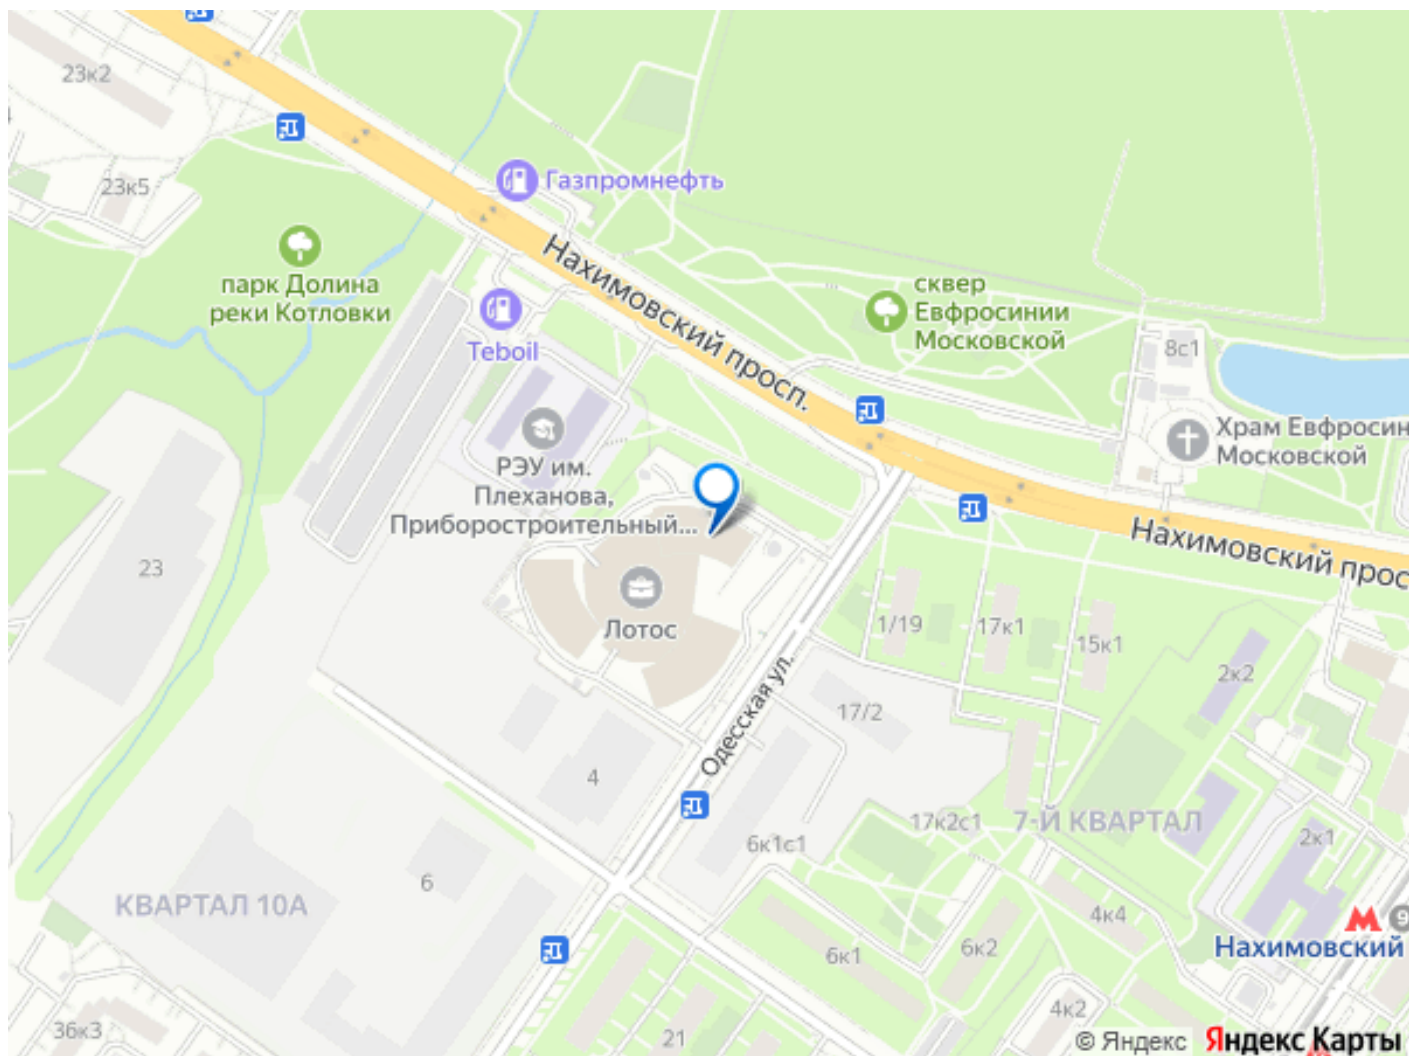 23к2
23к5
Газпромнефть
парк Долина
реки Котловки
Teboil
Нахимовский просп.
сквер
Евфросинии
Московской
8с1
Храм Евфросин
Московской
РЭУ им.
Плеханова,
Приборостроительный...
Нахимовский прос
23
Лотос
1/19
17к1
15к1
2к2
Одесская ул.
17/2
4
17к2с1
7-Й КВАРТАЛ
6к1с1
2к1
6
КВАРТАЛ 10А
4к4
9
Нахимовский
6к1
6к2
4к2
36к3
21
© Яндекс Яндекс Карты